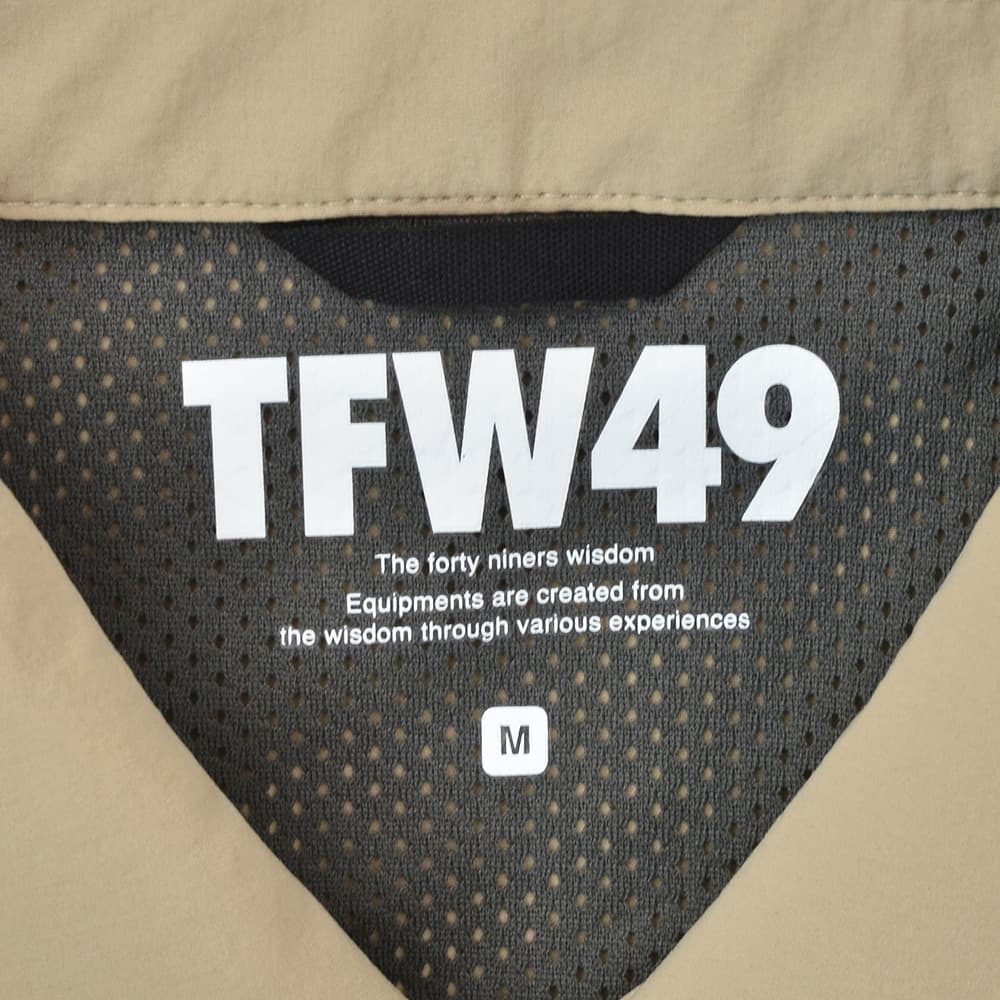 TFW49
The forty niners wisdom
Equipments are created from
the wisdom through various experiences
M